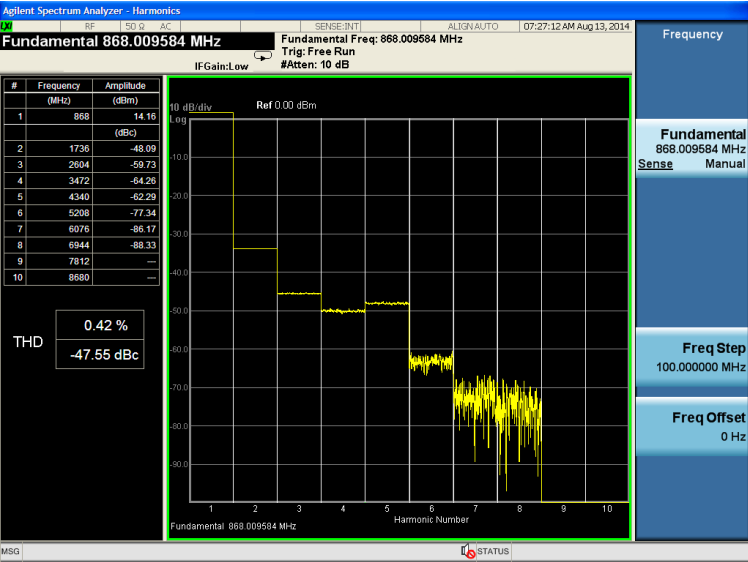 Agilent Spectrum Analyzer - Harmonics
LXI RF 50 Ω AC SENSE:INT ALIGN AUTO 07:27:12 AM Aug 13, 2014
Fundamental 868.009584 MHz
IFGain:Low
Fundamental Freq: 868.009584 MHz
Trig: Free Run
#Atten: 10 dB
# Frequency Amplitude
(MHz) (dBm)
1 868 14.16
(dBc)
2 1736 -48.09
3 2604 -59.73
4 3472 -64.26
5 4340 -62.29
6 5208 -77.34
7 6076 -86.17
8 6944 -88.33
9 7812 ---
10 8680 ---
THD
0.42 %
-47.55 dBc
10 dB/div Ref 0.00 dBm
Log
-10.0
-20.0
-30.0
-40.0
-50.0
-60.0
-70.0
-80.0
-90.0
1 2 3 4 5 6 7 8 9 10
Harmonic Number
Fundamental 868.009584 MHz
Frequency
Fundamental
868.009584 MHz
Sense Manual
Freq Step
100.000000 MHz
Freq Offset
0 Hz
MSG STATUS